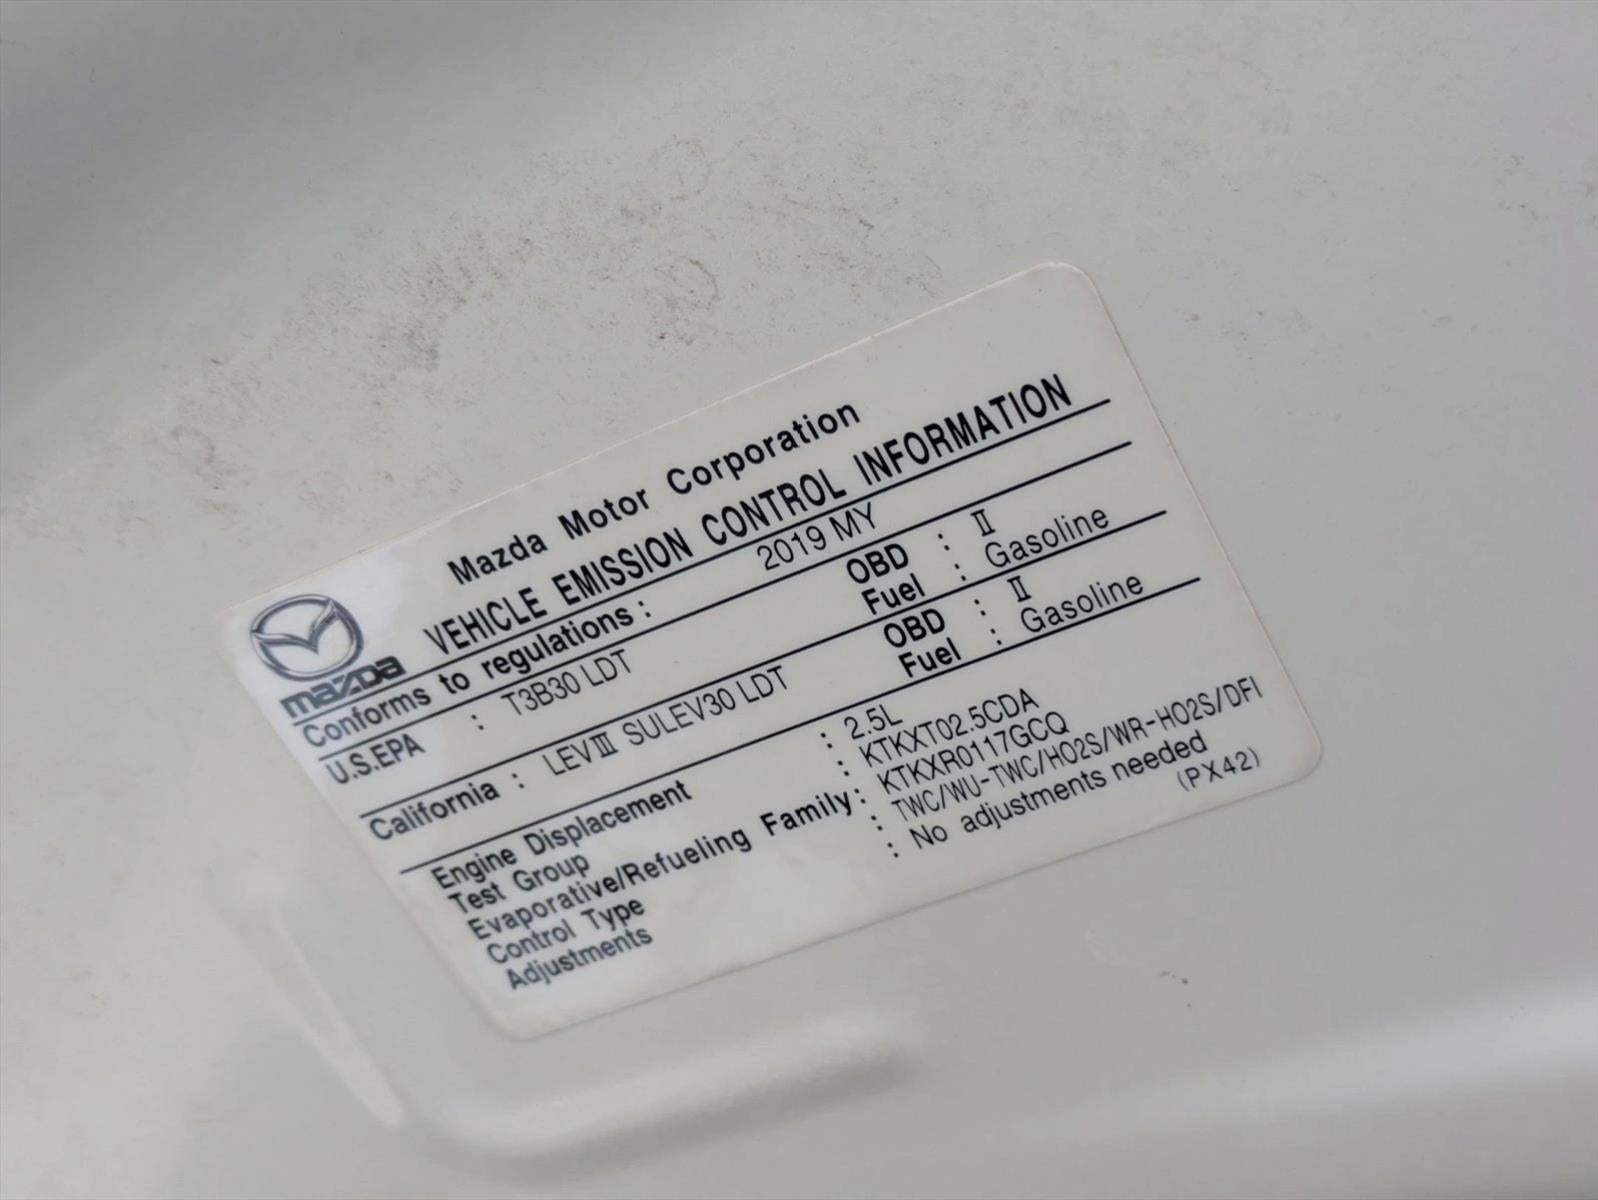 Mazda Motor Corporation
mazda VEHICLE EMISSION CONTROL INFORMATION
Conforms to regulations : 2019 MY
U.S.EPA : T3B30 LDT OBD : II
Fuel : Gasoline
California : LEVIII SULEV30 LDT OBD : II
Fuel : Gasoline
Engine Displacement : 2.5L
Test Group : KTKXT02.5CDA
Evaporative/Refueling Family : KTKXR0117GCQ
Control Type : TWC/WU-TWC/HO2S/WR-HO2S/DFI
Adjustments : No adjustments needed
(PX42)